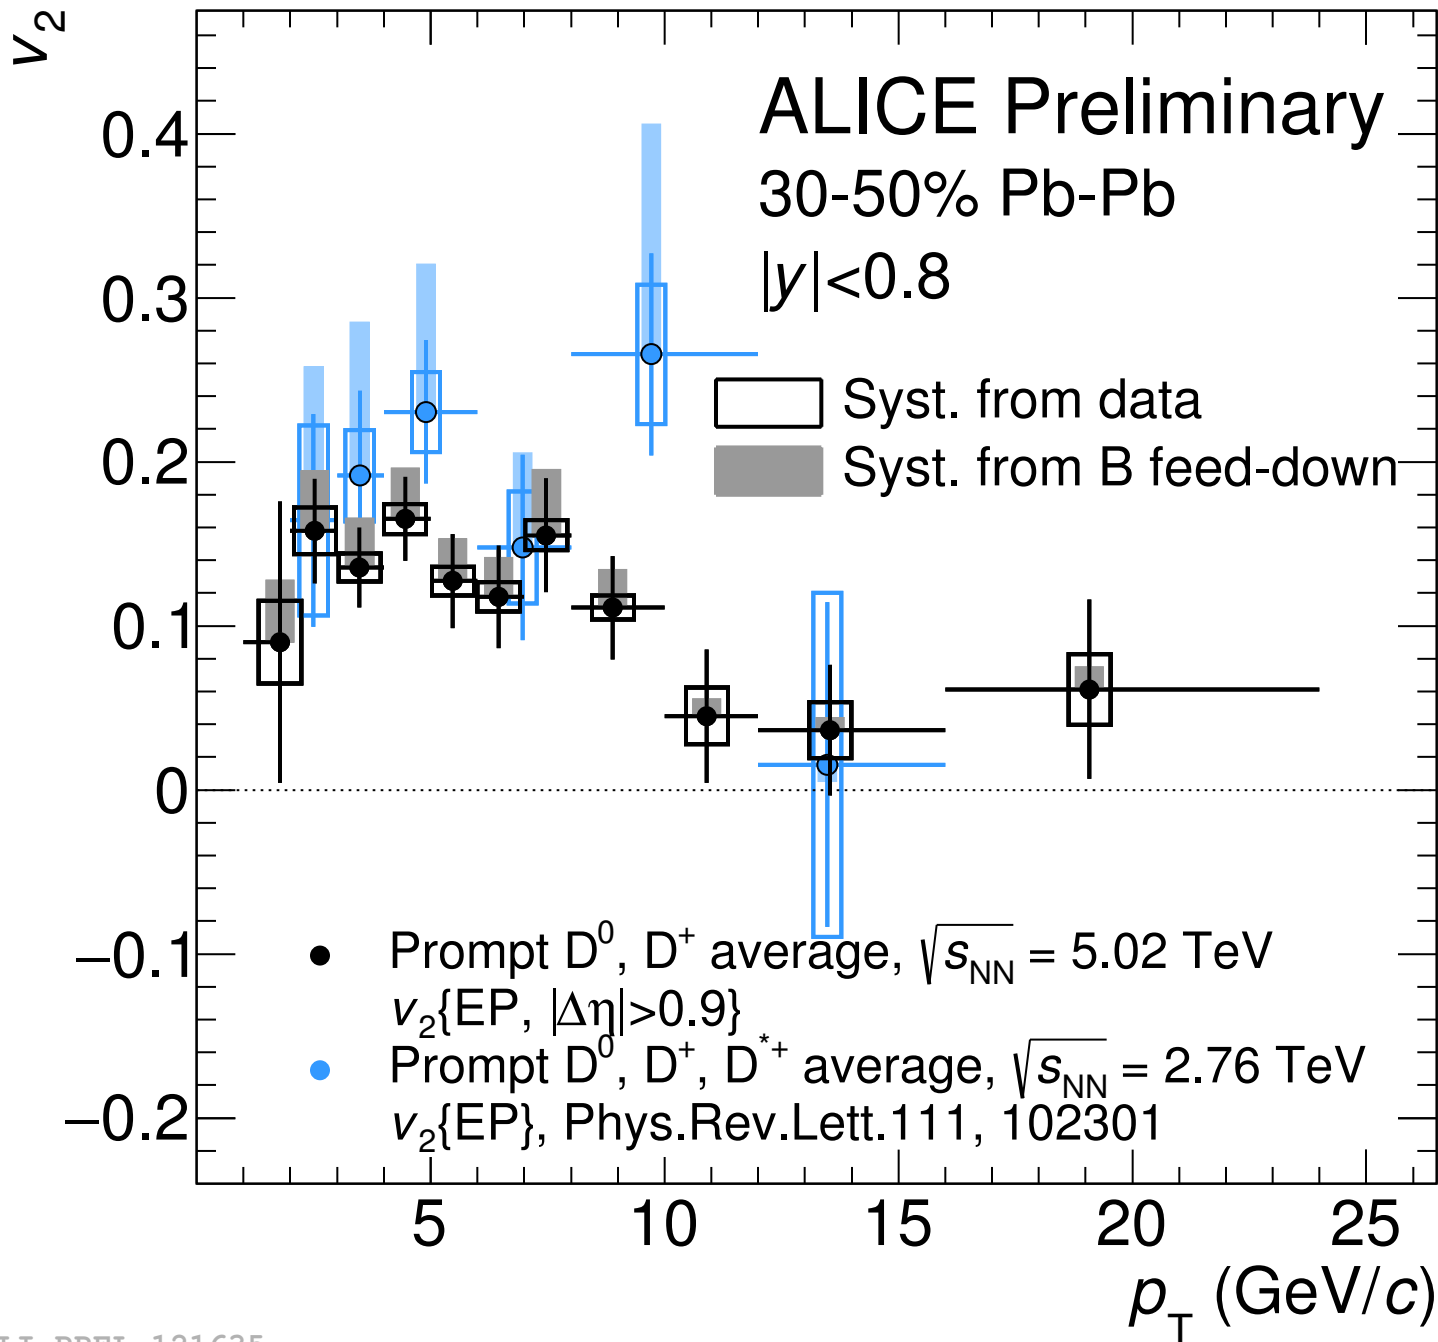 v2
ALICE Preliminary
30-50% Pb-Pb
|y|<0.8
Syst. from data
Syst. from B feed-down
0.4
0.3
0.2
0.1
0
−0.1
−0.2
Prompt D⁰, D⁺ average, √sNN = 5.02 TeV
v2{EP, |Δη|>0.9}
Prompt D⁰, D⁺, D*⁺ average, √sNN = 2.76 TeV
v2{EP}, Phys.Rev.Lett.111, 102301
5 10 15 20 25
pT (GeV/c)